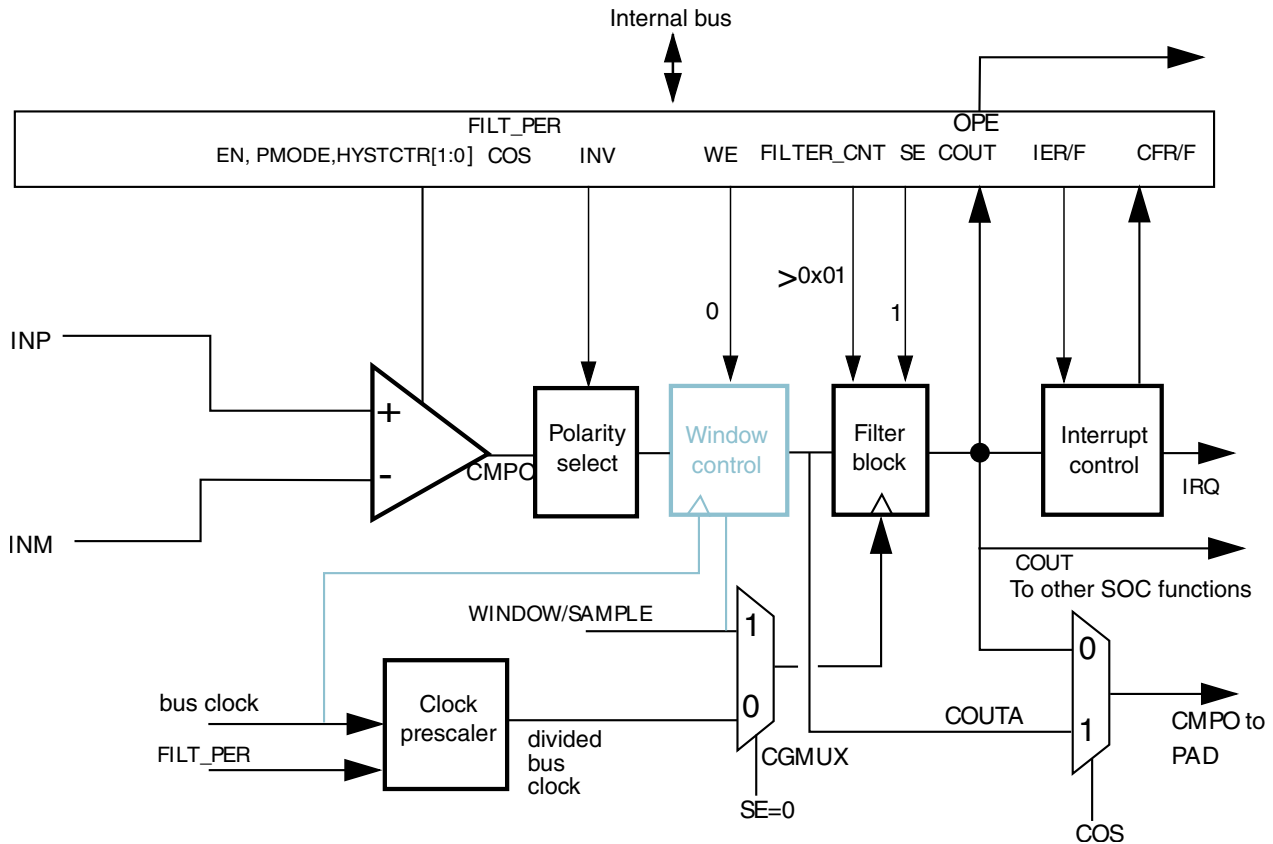 Internal bus
FILT_PER
OPE
EN, PMODE,HYSTCTR[1:0] COS INV WE FILTER_CNT SE COUT IER/F CFR/F
>0x01
0
1
INP
+
Polarity
select
Window
control
Filter
block
Interrupt
control
-
CMPO
IRQ
INM
COUT
To other SOC functions
WINDOW/SAMPLE
1
0
0
1
bus clock
Clock
prescaler
FILT_PER
divided
bus
clock
COUTA
CMPO to
PAD
CGMUX
SE=0
COS